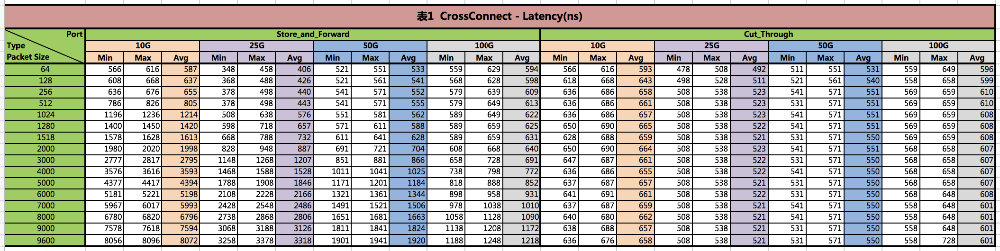 表1 CrossConnect - Latency(ns)
Port Store_and_Forward Cut_Through
Type 10G 25G 50G 100G 10G 25G 50G 100G
Packet Size Min Max Avg Min Max Avg Min Max Avg Min Max Avg Min Max Avg Min Max Avg Min Max Avg Min Max Avg
64 566 616 587 348 458 406 521 551 533 559 629 594 566 616 593 478 508 492 511 551 531 559 649 596
128 608 668 637 368 488 426 521 561 541 568 628 598 618 668 643 498 528 511 521 561 540 558 658 599
256 636 676 655 378 498 440 541 571 552 579 639 609 636 686 658 508 538 523 541 571 551 569 659 610
512 786 826 805 378 498 443 541 571 555 579 649 613 636 686 661 508 538 523 531 571 551 569 659 610
1024 1196 1236 1214 508 638 576 551 581 562 589 649 622 636 686 657 508 538 523 541 571 551 569 659 608
1280 1400 1450 1420 598 718 657 571 611 588 589 659 625 650 690 665 508 538 522 541 571 551 569 659 608
1518 1578 1628 1613 668 788 732 611 641 628 589 659 631 628 688 659 508 538 521 531 571 550 569 659 608
2000 1980 2020 1998 828 948 887 691 721 704 608 668 640 650 690 664 508 538 523 541 571 551 568 658 607
3000 2777 2817 2795 1148 1268 1207 851 881 866 658 728 691 647 687 661 508 538 522 531 571 550 568 658 607
4000 3576 3616 3593 1468 1588 1528 1011 1041 1025 738 798 772 636 686 655 508 538 522 541 571 550 568 658 607
5000 4377 4417 4394 1788 1908 1846 1171 1201 1184 818 888 852 637 687 657 508 538 521 531 571 550 568 658 607
6000 5181 5221 5198 2108 2228 2166 1321 1361 1344 898 958 931 641 691 661 508 538 522 531 571 550 568 648 608
7000 5967 6017 5993 2428 2548 2486 1491 1521 1506 978 1038 1010 637 687 659 508 538 521 541 571 550 558 648 601
8000 6780 6820 6796 2738 2868 2806 1651 1681 1663 1058 1128 1090 640 680 662 508 538 521 541 571 550 558 648 601
9000 7578 7618 7594 3068 3188 3126 1811 1841 1824 1138 1208 1172 638 688 657 508 538 521 531 571 550 558 648 601
9600 8056 8096 8072 3258 3378 3318 1901 1941 1920 1188 1248 1218 636 676 658 508 538 521 531 571 550 558 728 601